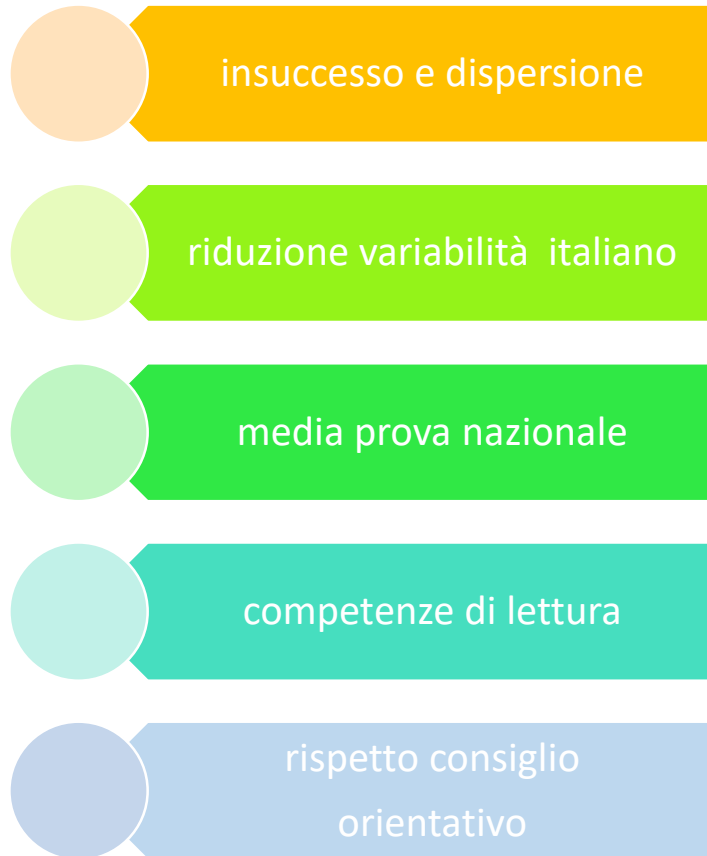 insuccesso e dispersione
riduzione variabilità italiano
media prova nazionale
competenze di lettura
rispetto consiglio
orientativo